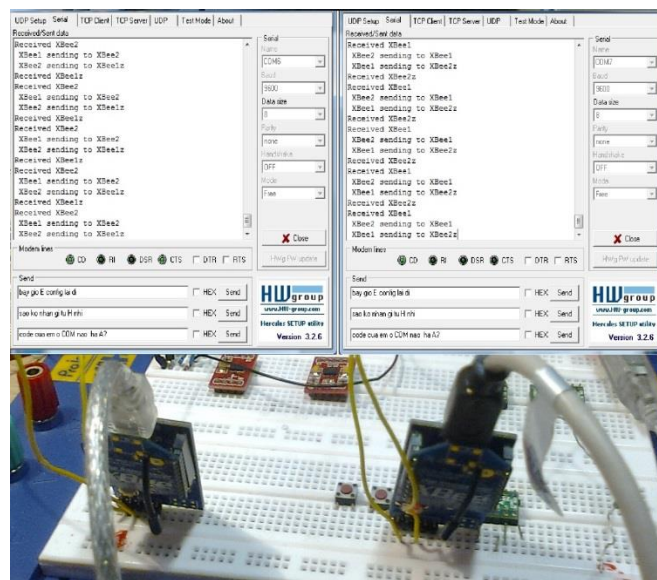 UDP Setup Serial TCP Client TCP Server UDP Test Mode About
Received/Sent data
Received XBee2
XBee1 sending to XBee2
XBee2 sending to XBee1z
Received XBee1z
Received XBee2
XBee1 sending to XBee2
XBee2 sending to XBee1z
Received XBee1z
Received XBee2
XBee1 sending to XBee2
XBee2 sending to XBee1z
Received XBee1z
Received XBee2
XBee1 sending to XBee2
XBee2 sending to XBee1z
Received XBee1z
Received XBee2
XBee1 sending to XBee2
XBee2 sending to XBee1z
Serial
Name
COM6
Baud
9600
Data size
8
Parity
none
Handshake
OFF
Mode
Free
Close
HWg FW update
Modem lines
CD RI DSR CTS DTR RTS
Send
bay gio E config lai di HEX Send
sao ko nhan gi tu H nhi HEX Send
code cua em o COM nao ha A? HEX Send
HWgroup
www.HW-group.com
Hercules SETUP utility
Version 3.2.6
UDP Setup Serial TCP Client TCP Server UDP Test Mode About
Received/Sent data
Received XBee1
XBee2 sending to XBee1
XBee1 sending to XBee2z
Received XBee2z
Received XBee1
XBee2 sending to XBee1
XBee1 sending to XBee2z
Received XBee2z
Received XBee1
XBee2 sending to XBee1
XBee1 sending to XBee2z
Received XBee2z
Received XBee1
XBee2 sending to XBee1
XBee1 sending to XBee2z
Received XBee2z
Received XBee1
XBee2 sending to XBee1
XBee1 sending to XBee2z
Serial
Name
COM7
Baud
9600
Data size
8
Parity
none
Handshake
OFF
Mode
Free
Close
HWg FW update
Modem lines
CD RI DSR CTS DTR RTS
Send
bay gio E config lai di HEX Send
sao ko nhan gi tu H nhi HEX Send
code cua em o COM nao ha A? HEX Send
HWgroup
www.HW-group.com
Hercules SETUP utility
Version 3.2.6